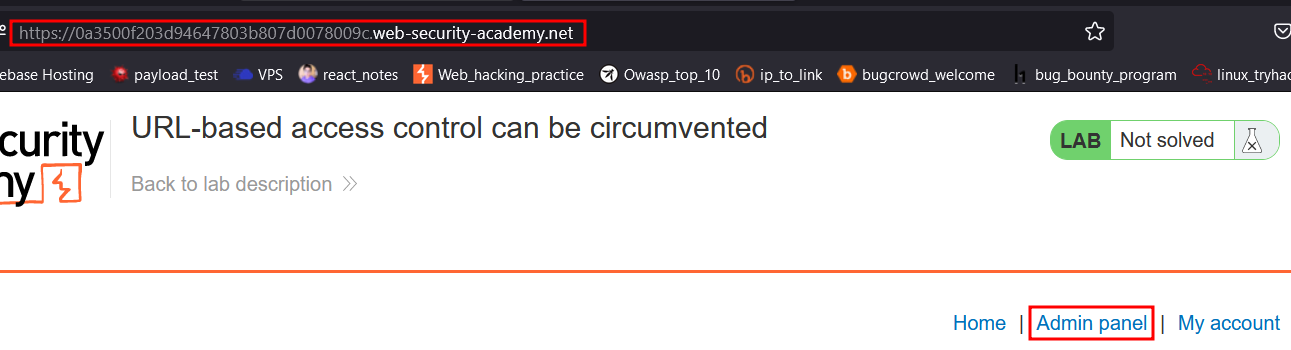 https://0a3500f203d94647803b807d0078009c.web-security-academy.net
ebase Hosting payload_test VPS react_notes Web_hacking_practice Owasp_top_10 ip_to_link bugcrowd_welcome bug_bounty_program linux_tryha
curity
my
URL-based access control can be circumvented
Back to lab description
LAB Not solved
Home | Admin panel | My account